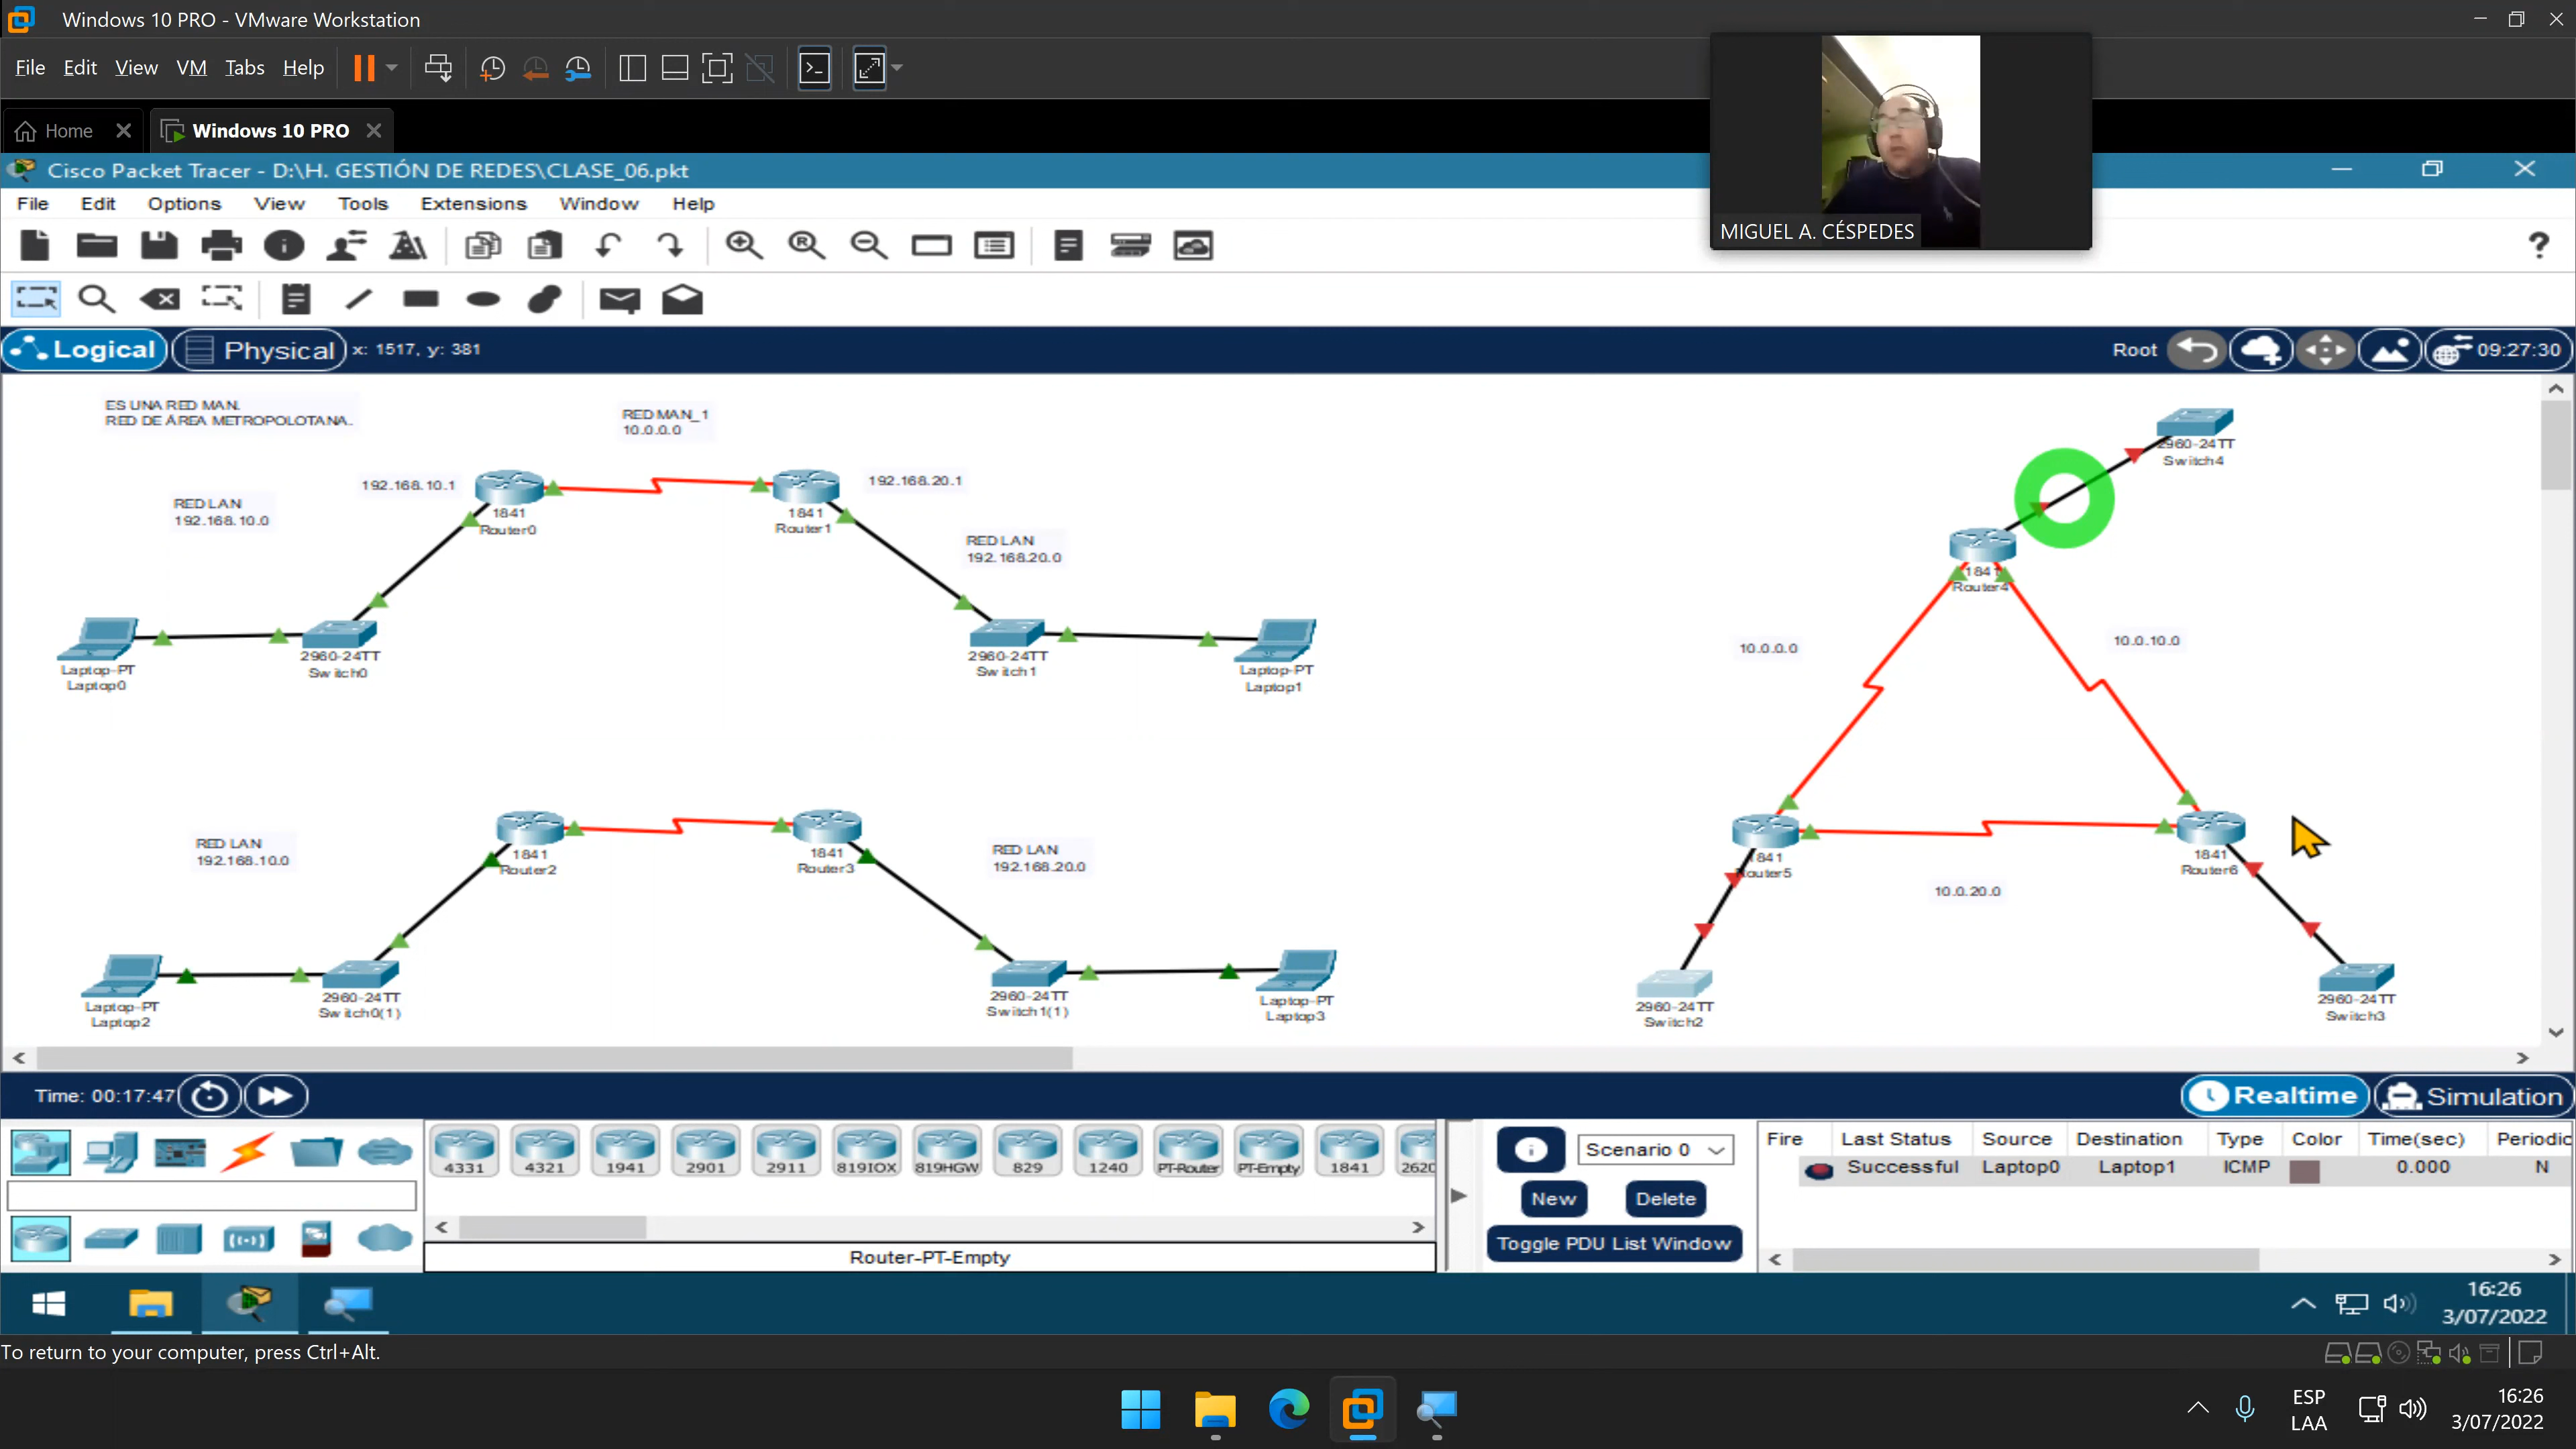 Windows 10 PRO - VMware Workstation
File Edit View VM Tabs Help
Home Windows 10 PRO
MIGUEL A. CÉSPEDES
Cisco Packet Tracer - D:\H. GESTIÓN DE REDES\CLASE_06.pkt
File Edit Options View Tools Extensions Window Help
Logical Physical x: 1517, y: 381
Root 09:27:30
ES UNA RED MAN.
RED DE ÁREA METROPOLOTANA.
RED MAN_1
10.0.0.0
192.168.10.1
192.168.20.1
RED LAN
192.168.10.0
1841
Router0
1841
Router1
RED LAN
192.168.20.0
Laptop-PT
Laptop0
2960-24TT
Switch0
2960-24TT
Switch1
Laptop-PT
Laptop1
RED LAN
192.168.10.0
1841
Router2
1841
Router3
RED LAN
192.168.20.0
Laptop-PT
Laptop2
2960-24TT
Switch0(1)
2960-24TT
Switch1(1)
Laptop-PT
Laptop3
2960-24TT
Switch4
1841
Router4
10.0.0.0
10.0.10.0
1841
Router5
1841
Router6
10.0.20.0
2960-24TT
Switch2
2960-24TT
Switch3
Time: 00:17:47
Realtime Simulation
4331 4321 1941 2901 2911 819IOX 819HGW 829 1240 PT-Router PT-Empty 1841 2620
Router-PT-Empty
Scenario 0
New Delete
Toggle PDU List Window
Fire Last Status Source Destination Type Color Time(sec) Periodic
Successful Laptop0 Laptop1 ICMP 0.000 N
16:26
3/07/2022
To return to your computer, press Ctrl+Alt.
ESP
LAA
16:26
3/07/2022